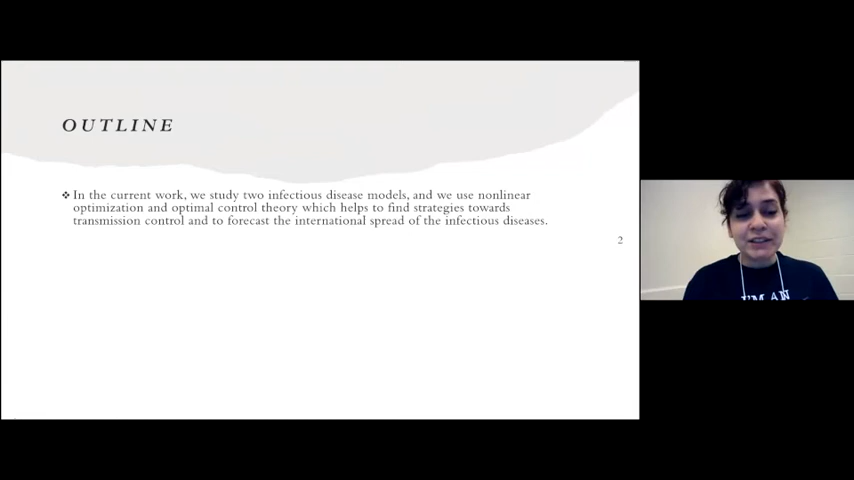 OUTLINE
❖ In the current work, we study two infectious disease models, and we use nonlinear
optimization and optimal control theory which helps to find strategies towards
transmission control and to forecast the international spread of the infectious diseases.
2